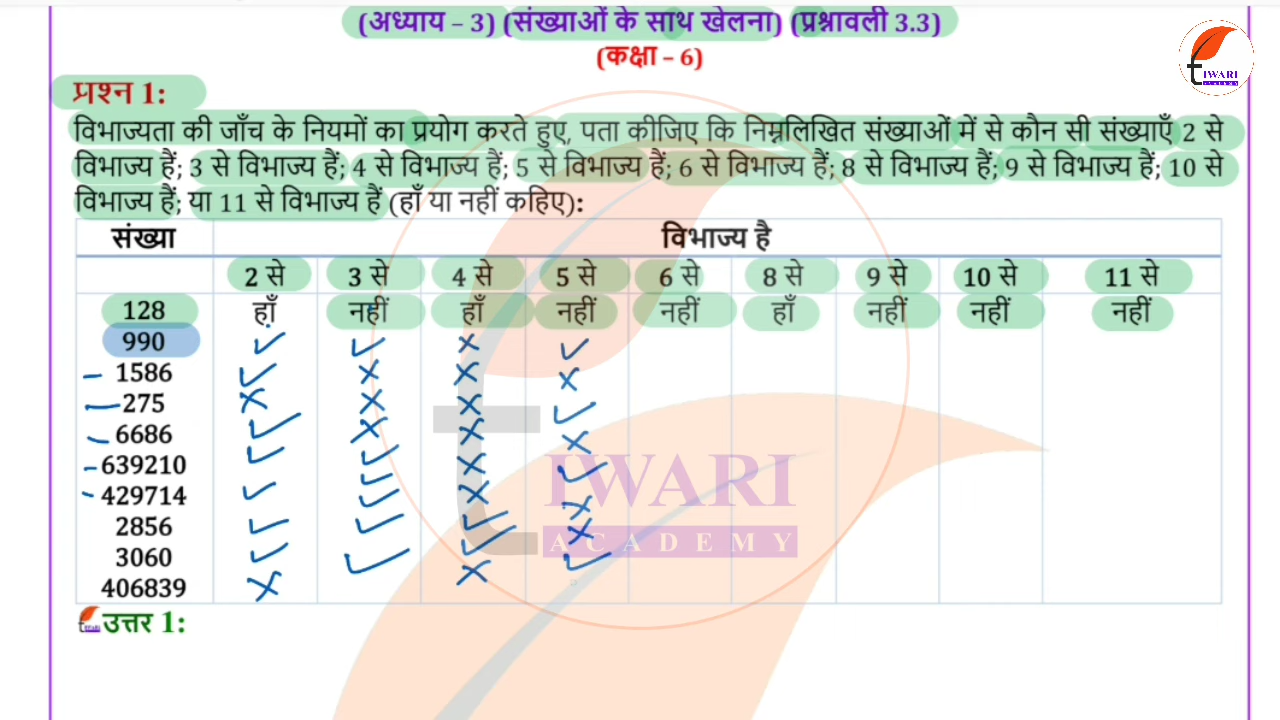 (अध्याय – 3) (संख्याओं के साथ खेलना) (प्रश्नावली 3.3)
(कक्षा – 6)
TIWARI
ACADEMY
प्रश्न 1:
विभाज्यता की जाँच के नियमों का प्रयोग करते हुए, पता कीजिए कि निम्नलिखित संख्याओं में से कौन सी संख्याएँ 2 से
विभाज्य हैं; 3 से विभाज्य हैं; 4 से विभाज्य हैं; 5 से विभाज्य हैं; 6 से विभाज्य हैं; 8 से विभाज्य हैं; 9 से विभाज्य हैं; 10 से
विभाज्य हैं; या 11 से विभाज्य हैं (हाँ या नहीं कहिए):
संख्या विभाज्य है
2 से 3 से 4 से 5 से 6 से 8 से 9 से 10 से 11 से
128 हाँ नहीं हाँ नहीं नहीं हाँ नहीं नहीं नहीं
990 ✓ ✓ × ✓
1586 ✓ × × ×
275 × × × ✓
6686 ✓ × × ×
639210 ✓ ✓ × ✓
429714 ✓ ✓ × ×
2856 ✓ ✓ ✓ ×
3060 ✓ ✓ ✓ ✓
406839 × ×
TIWARI
ACADEMY
उत्तर 1: